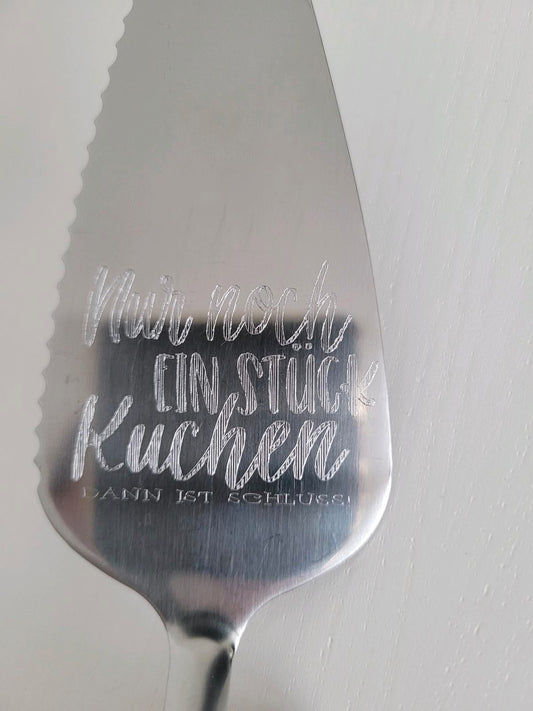 Nur noch
EIN STÜCK
Kuchen
DANN IST SCHLUSS!